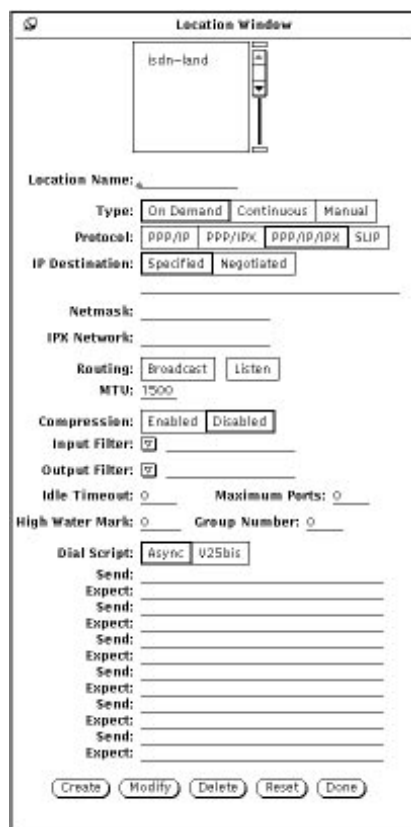 Location Window
isdn-land
Location Name:
Type: On Demand Continuous Manual
Protocol: PPP/IP PPP/IPX PPP/IP/IPX SLIP
IP Destination: Specified Negotiated
Netmask:
IPX Network:
Routing: Broadcast Listen
MTU: 1500
Compression: Enabled Disabled
Input Filter:
Output Filter:
Idle Timeout: 0 Maximum Ports: 0
High Water Mark: 0 Group Number: 0
Dial Script: Async V25bis
Send:
Expect:
Send:
Expect:
Send:
Expect:
Send:
Expect:
Send:
Expect:
Send:
Expect:
Create Modify Delete Reset Done